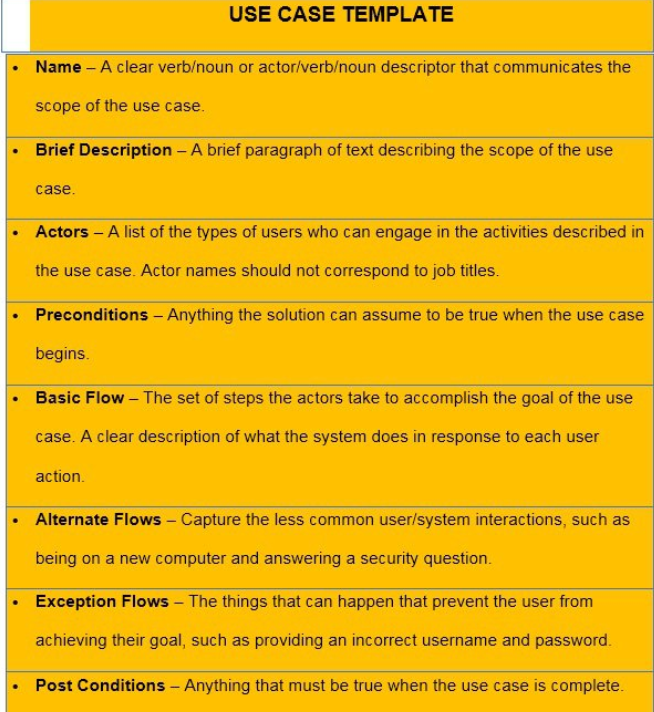 USE CASE TEMPLATE
• Name – A clear verb/noun or actor/verb/noun descriptor that communicates the
scope of the use case.
• Brief Description – A brief paragraph of text describing the scope of the use
case.
• Actors – A list of the types of users who can engage in the activities described in
the use case. Actor names should not correspond to job titles.
• Preconditions – Anything the solution can assume to be true when the use case
begins.
• Basic Flow – The set of steps the actors take to accomplish the goal of the use
case. A clear description of what the system does in response to each user
action.
• Alternate Flows – Capture the less common user/system interactions, such as
being on a new computer and answering a security question.
• Exception Flows – The things that can happen that prevent the user from
achieving their goal, such as providing an incorrect username and password.
• Post Conditions – Anything that must be true when the use case is complete.